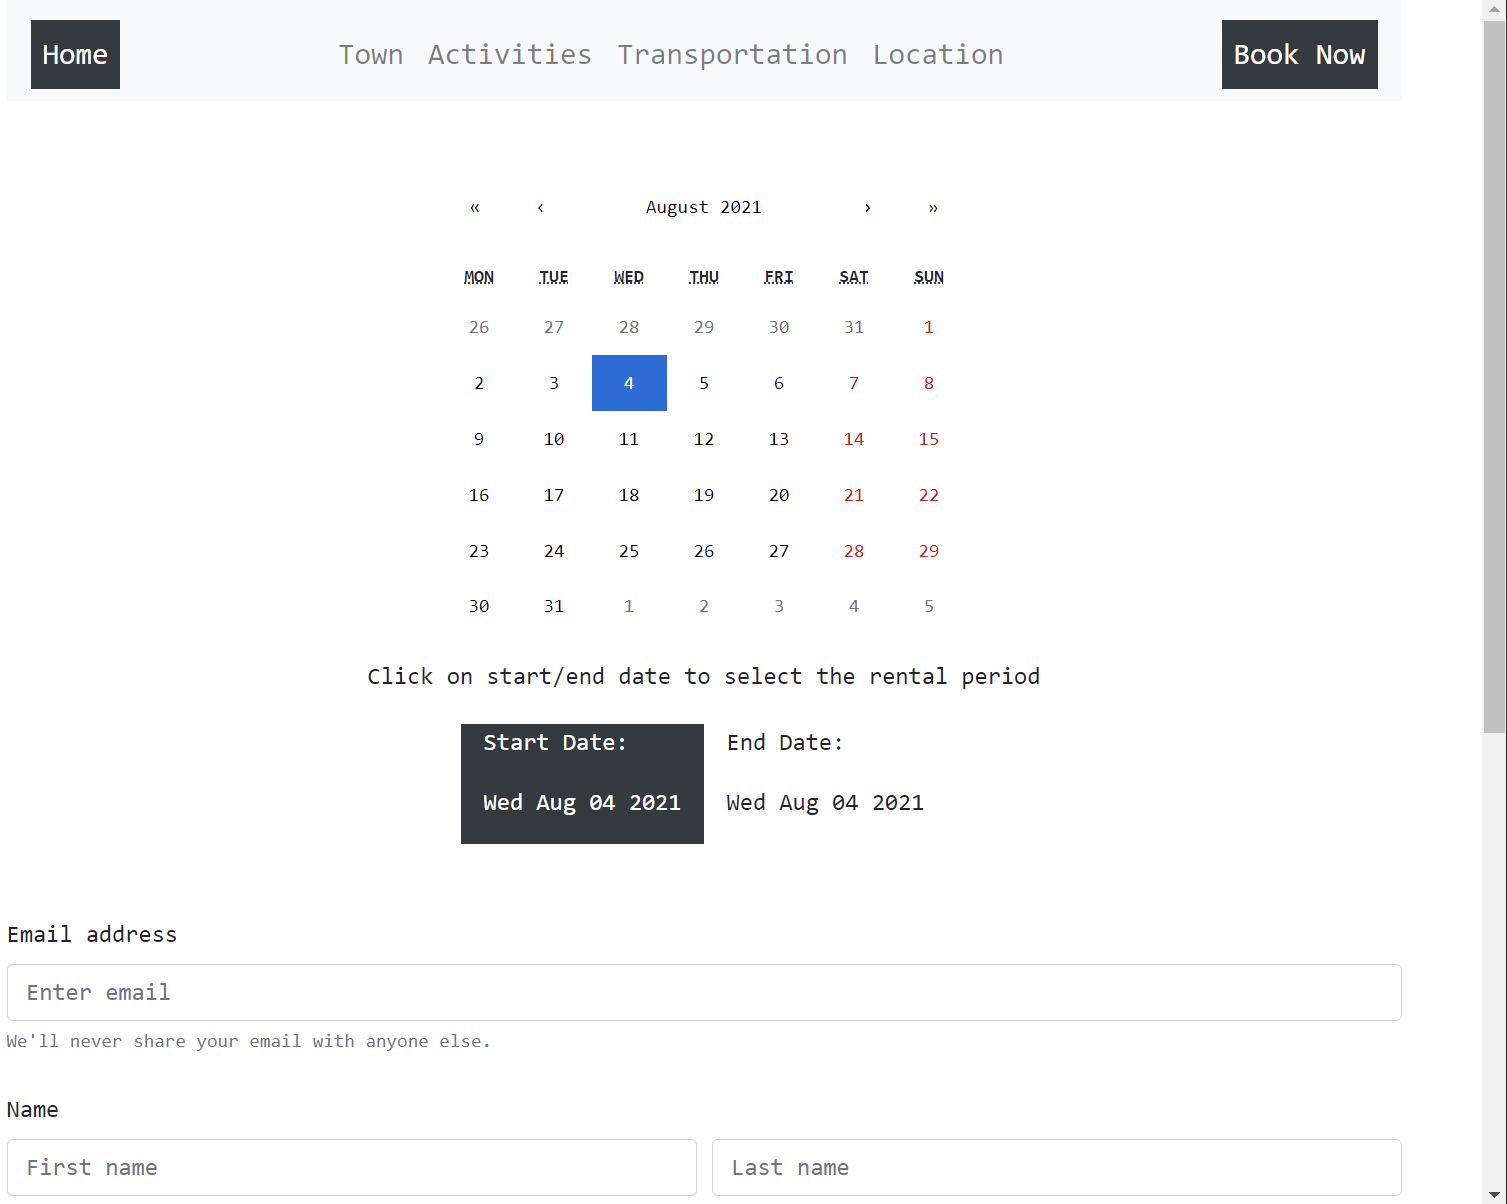 Home Town Activities Transportation Location Book Now
« ‹ August 2021 › »
MON TUE WED THU FRI SAT SUN
26 27 28 29 30 31 1
2 3 4 5 6 7 8
9 10 11 12 13 14 15
16 17 18 19 20 21 22
23 24 25 26 27 28 29
30 31 1 2 3 4 5
Click on start/end date to select the rental period
Start Date: End Date:
Wed Aug 04 2021 Wed Aug 04 2021
Email address
Enter email
We'll never share your email with anyone else.
Name
First name Last name